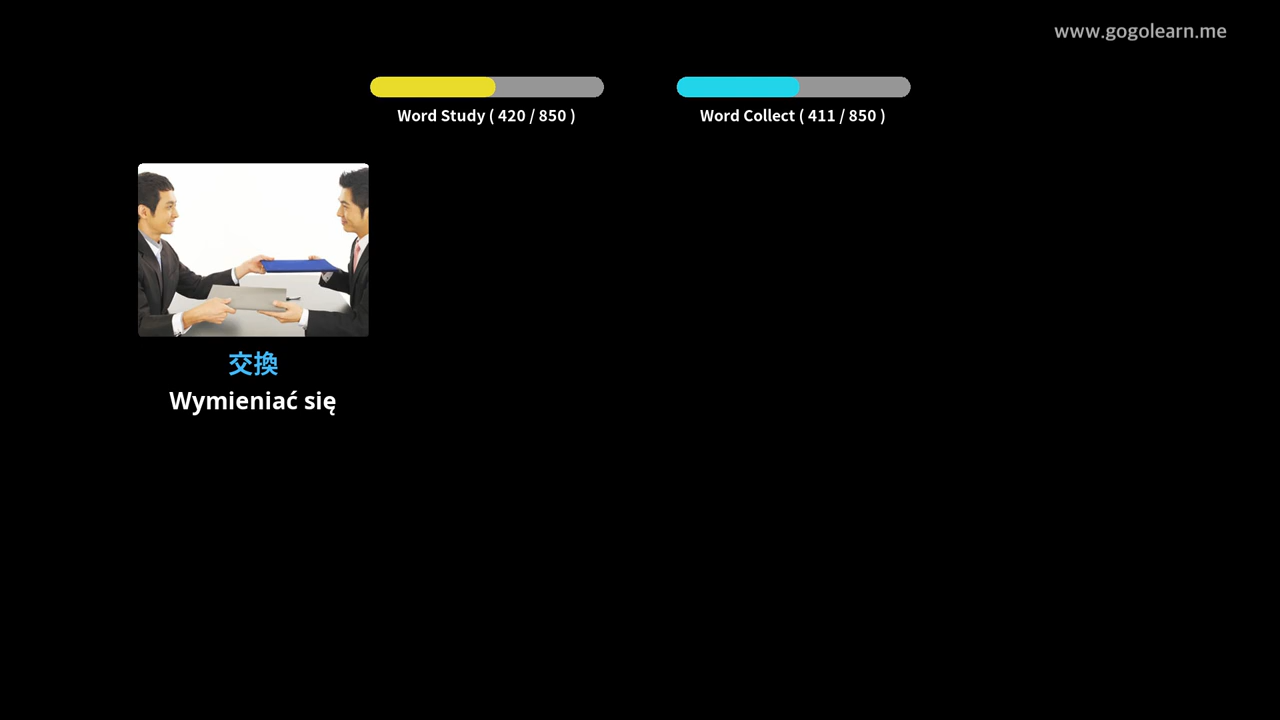 www.gogolearn.me
Word Study ( 420 / 850 )
Word Collect ( 411 / 850 )
交換
Wymieniać się